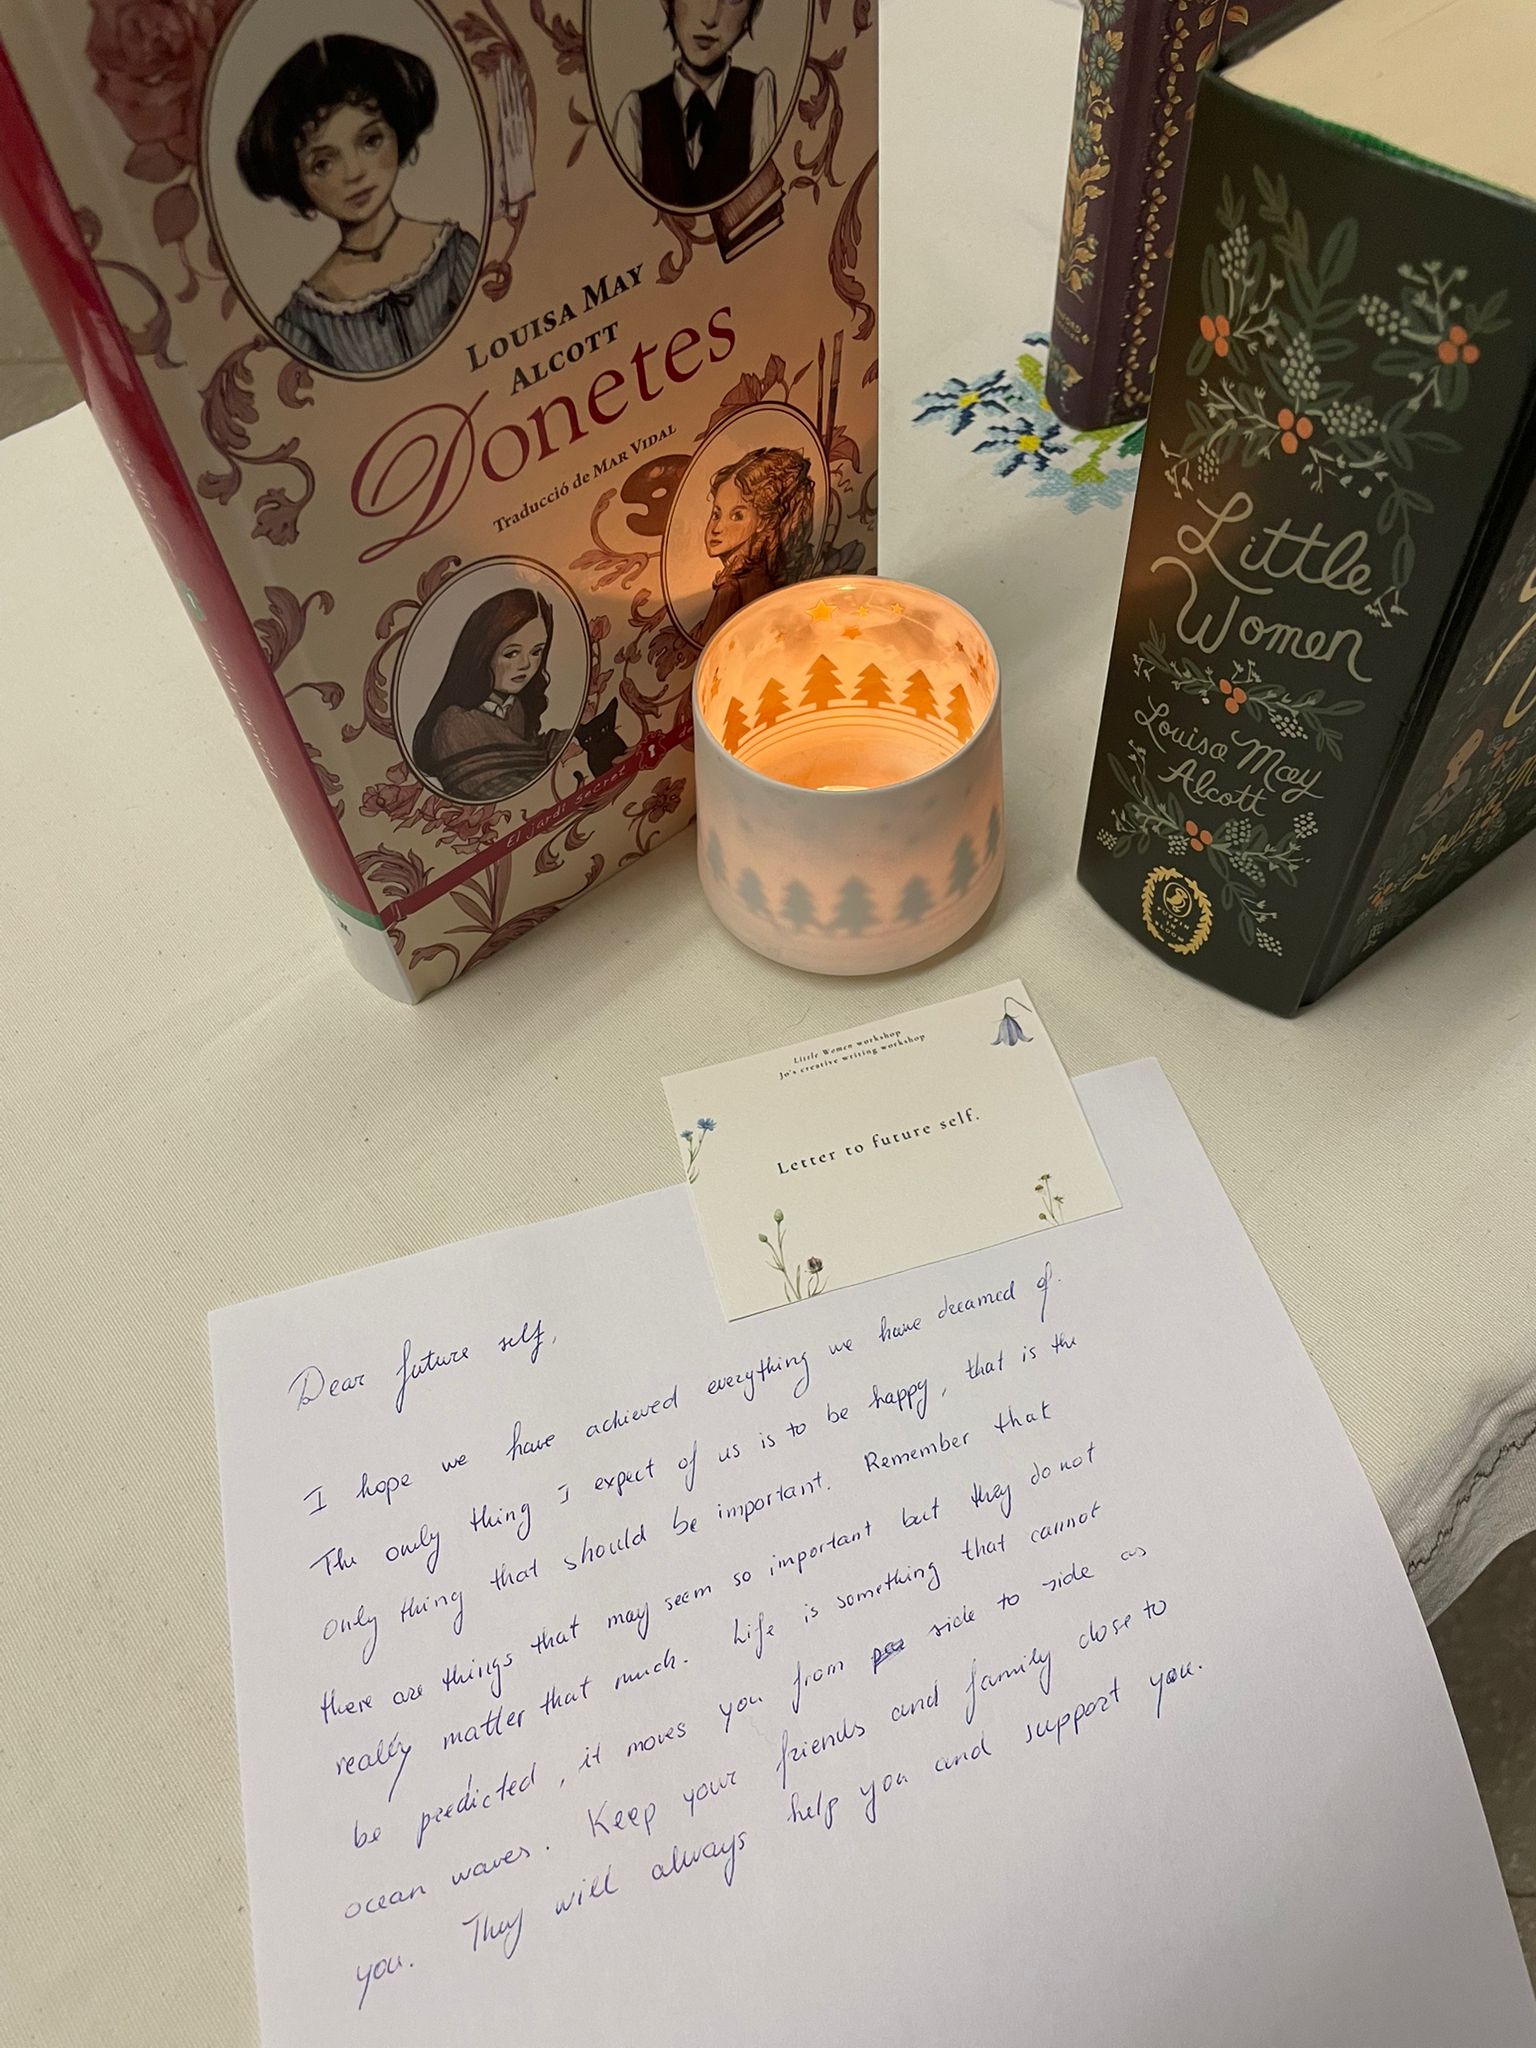 LOUISA MAY
ALCOTT
Donetes
Traducció de MAR VIDAL
El jardí secret
Little
Women
Louisa May
Alcott
PUFFIN
IN
BLOOM
Little Women workshop
Jo's creative writing workshop
Letter to future self.
Dear future self,
I hope we have achieved everything we have dreamed of.
The only thing I expect of us is to be happy, that is the
only thing that should be important. Remember that
there are things that may seem so important but they do not
really matter that much. Life is something that cannot
be predicted, it moves you from side to side as
ocean waves. Keep your friends and family close to
you. They will always help you and support you.